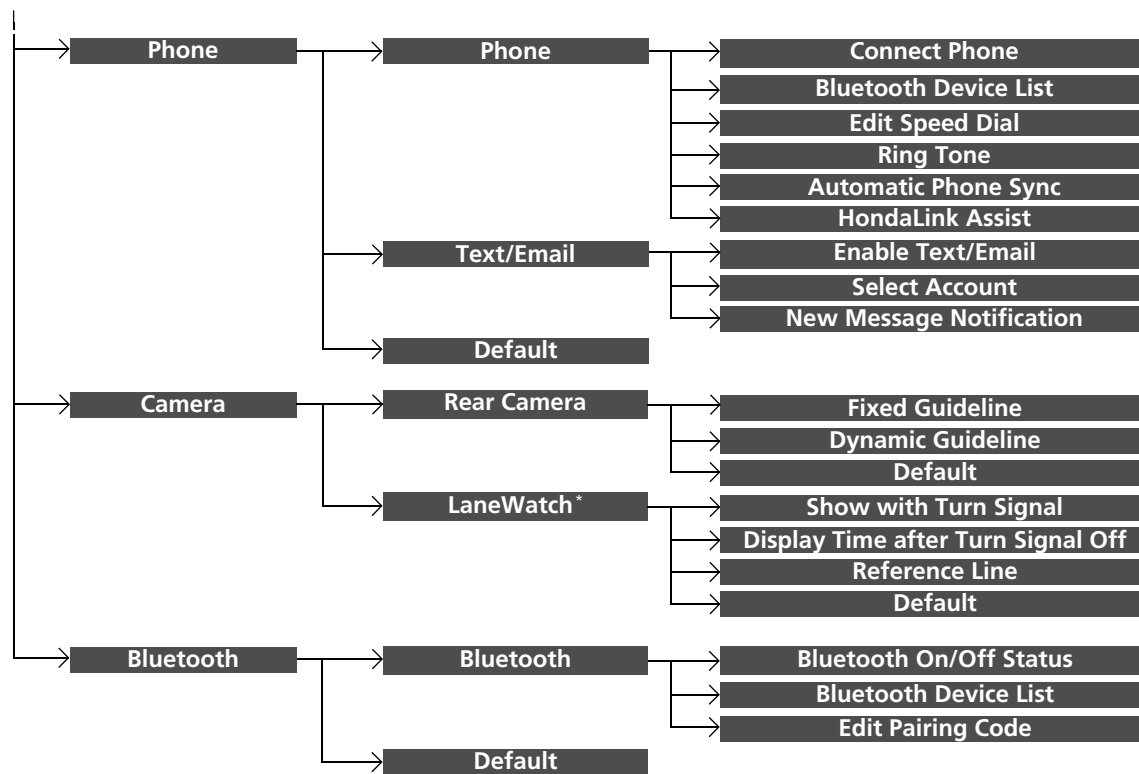 Phone
Phone
Connect Phone
Bluetooth Device List
Edit Speed Dial
Ring Tone
Automatic Phone Sync
HondaLink Assist
Text/Email
Enable Text/Email
Select Account
New Message Notification
Default
Camera
Rear Camera
Fixed Guideline
Dynamic Guideline
Default
LaneWatch*
Show with Turn Signal
Display Time after Turn Signal Off
Reference Line
Default
Bluetooth
Bluetooth
Bluetooth On/Off Status
Bluetooth Device List
Edit Pairing Code
Default